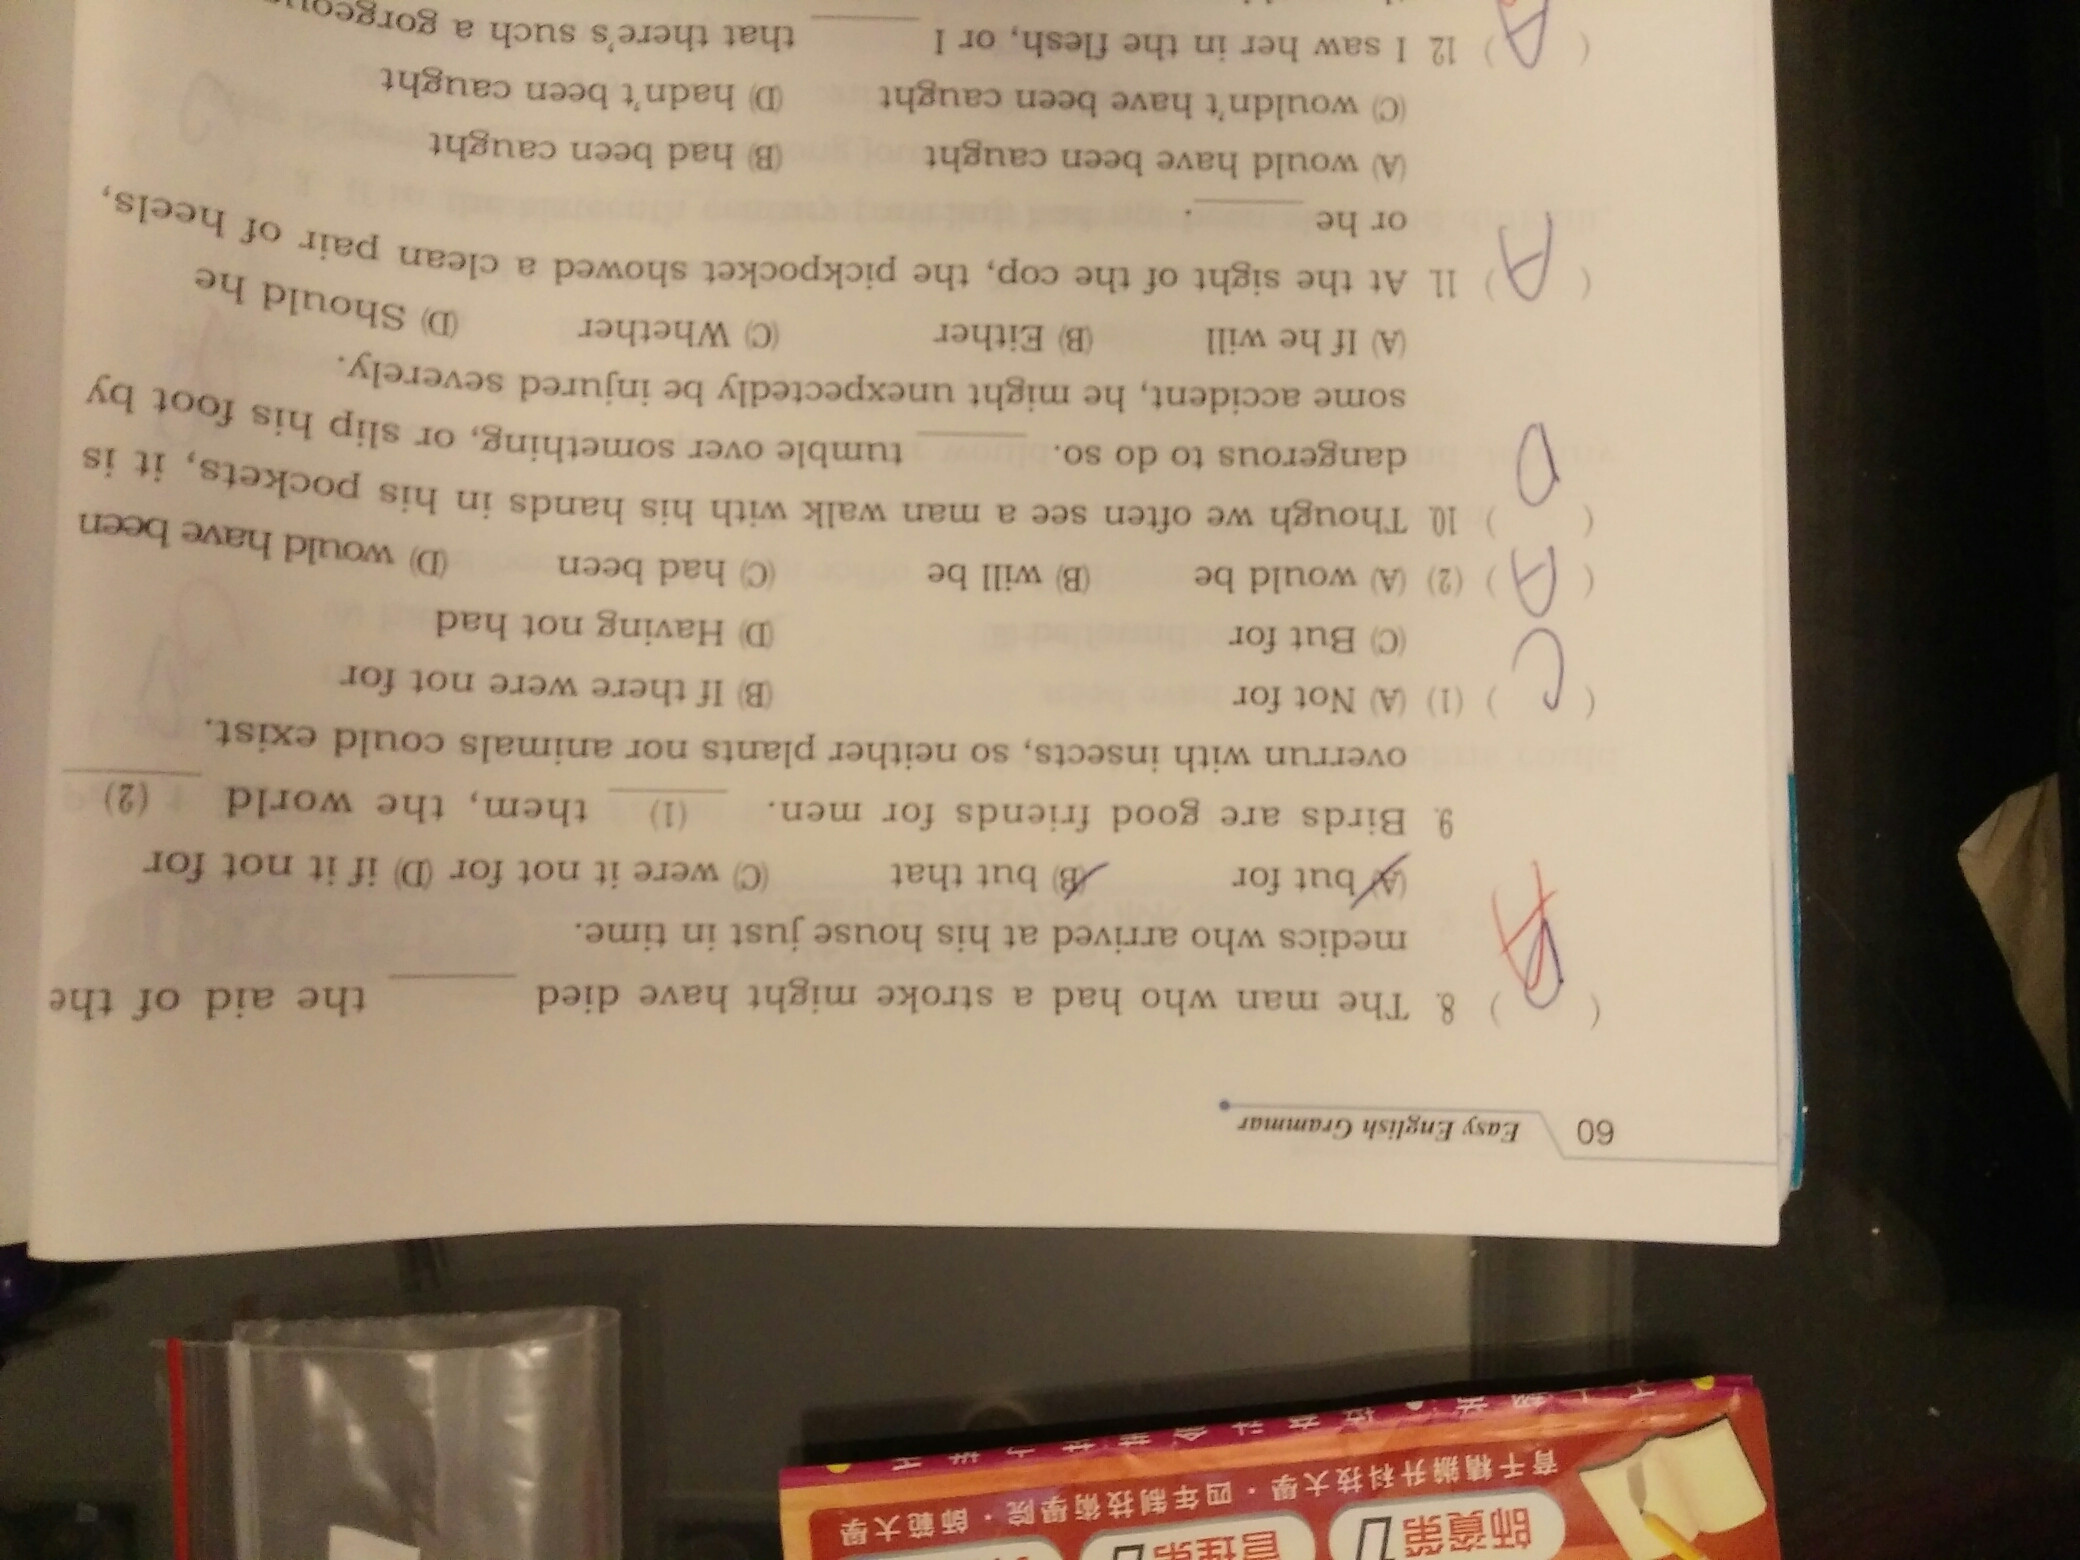 60 Easy English Grammar
( ) 8. The man who had a stroke might have died ______ the aid of the
medics who arrived at his house just in time.
(A) but for (B) but that (C) were it not for (D) if it not for
A
9. Birds are good friends for men. (1) them, the world (2)
overrun with insects, so neither plants nor animals could exist.
( C ) (1) (A) Not for (B) If there were not for
(C) But for (D) Having not had
( A ) (2) (A) would be (B) will be (C) had been (D) would have been
( D ) 10. Though we often see a man walk with his hands in his pockets, it is
dangerous to do so. ______ tumble over something, or slip his foot by
some accident, he might unexpectedly be injured severely.
(A) If he will (B) Either (C) Whether (D) Should he
( A ) 11. At the sight of the cop, the pickpocket showed a clean pair of heels,
or he ______.
(A) would have been caught (B) had been caught
(C) wouldn't have been caught (D) hadn't been caught
( A ) 12. I saw her in the flesh, or I ______ that there's such a
師資第
管理第
育千積辦升科技大學・四年制技術學院・師範大學